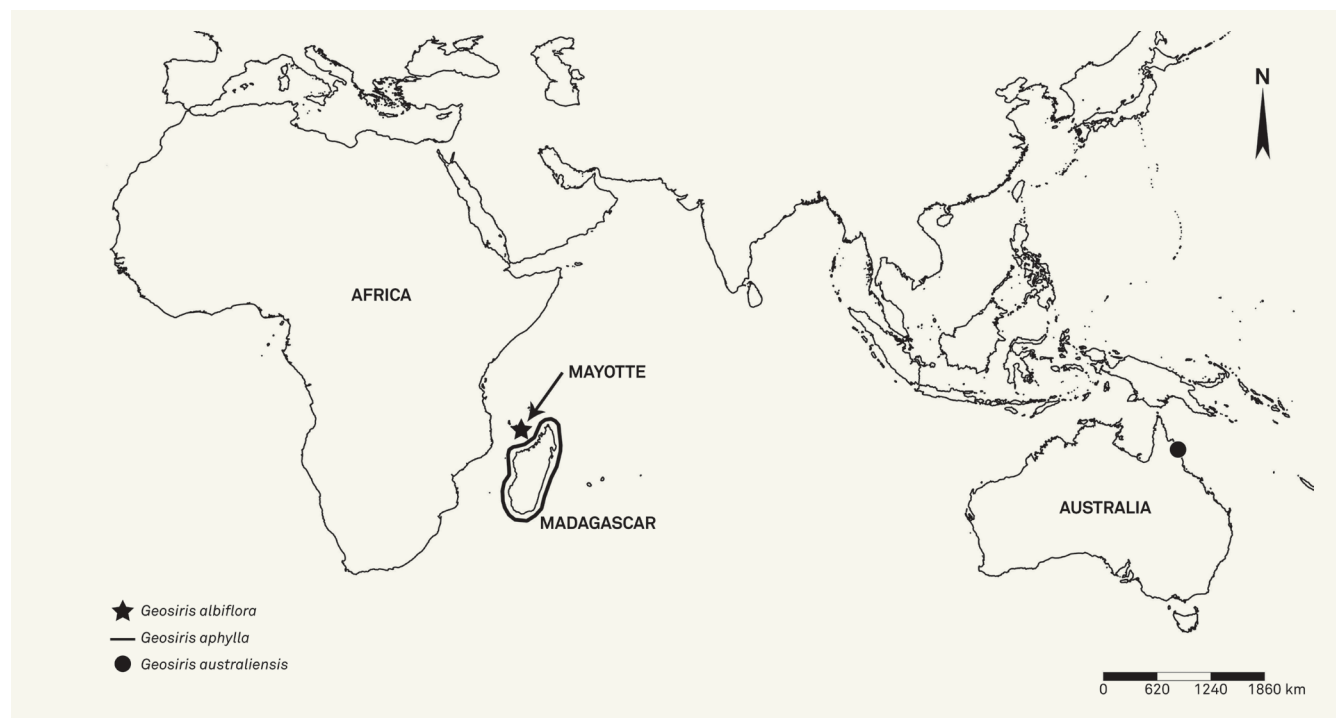 N
AFRICA
MAYOTTE
AUSTRALIA
MADAGASCAR
Geosiris albiflora
Geosiris aphylla
Geosiris australiensis
0 620 1240 1860 km